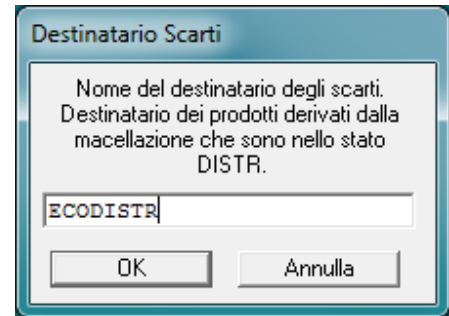 Destinatario Scarti
Nome del destinatario degli scarti.
Destinatario dei prodotti derivati dalla
macellazione che sono nello stato
DISTR.
ECODISTR
OK Annulla